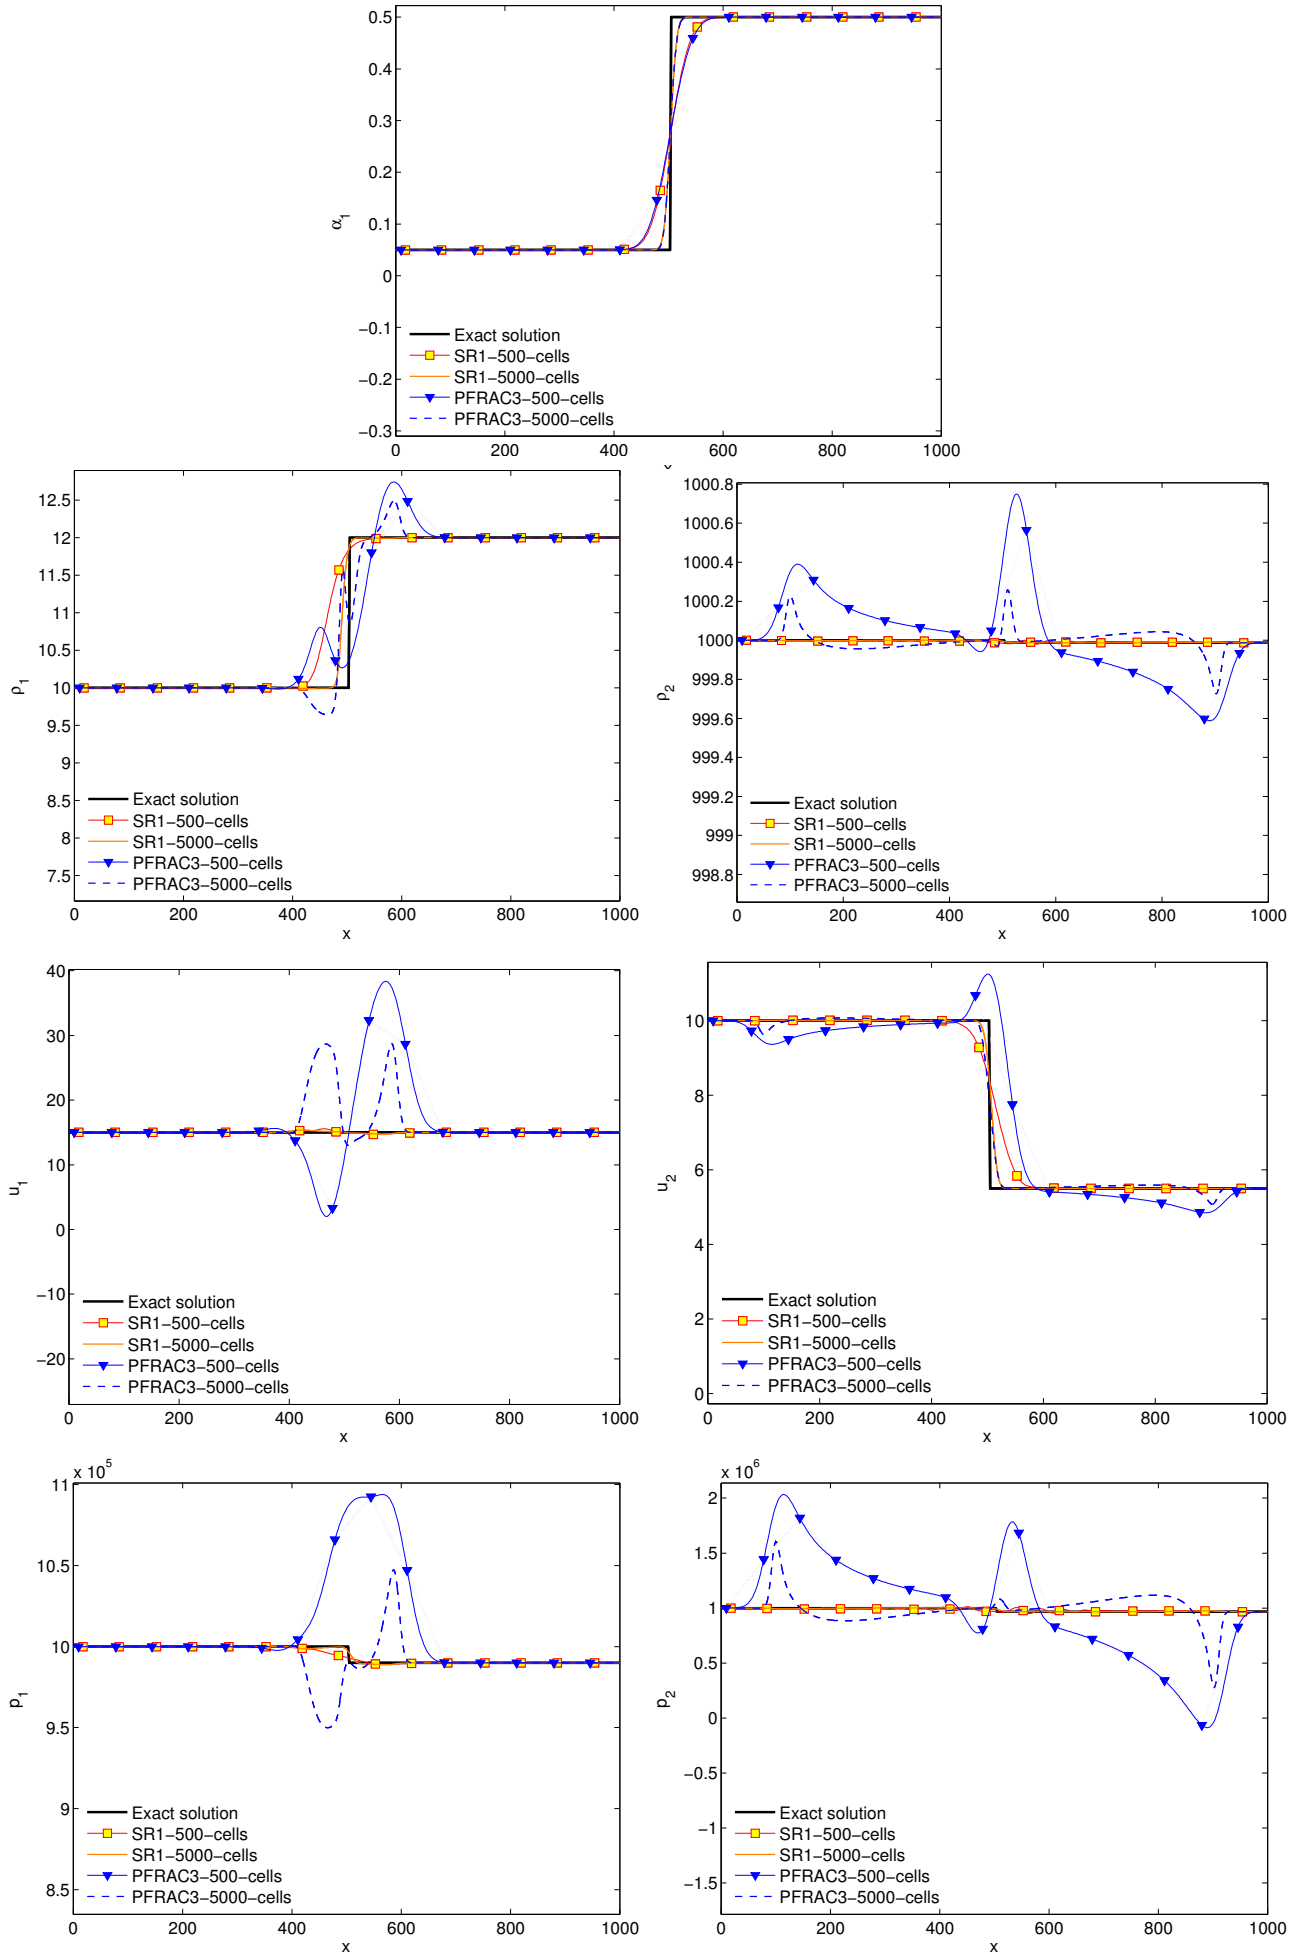 0.5
0.4
0.3
0.2
0.1
0
−0.1
−0.2
−0.3
α1
Exact solution
SR1−500−cells
SR1−5000−cells
PFRAC3−500−cells
PFRAC3−5000−cells
0 200 400 600 800 1000
12.5
12
11.5
11
10.5
10
9.5
9
8.5
8
7.5
ρ1
Exact solution
SR1−500−cells
SR1−5000−cells
PFRAC3−500−cells
PFRAC3−5000−cells
0 200 400 600 800 1000
x
1000.8
1000.6
1000.4
1000.2
1000
999.8
999.6
999.4
999.2
999
998.8
ρ2
Exact solution
SR1−500−cells
SR1−5000−cells
PFRAC3−500−cells
PFRAC3−5000−cells
0 200 400 600 800 1000
x
40
30
20
10
0
−10
−20
u1
Exact solution
SR1−500−cells
SR1−5000−cells
PFRAC3−500−cells
PFRAC3−5000−cells
0 200 400 600 800 1000
x
10
8
6
4
2
0
u2
Exact solution
SR1−500−cells
SR1−5000−cells
PFRAC3−500−cells
PFRAC3−5000−cells
0 200 400 600 800 1000
x
x 10^5
11
10.5
10
9.5
9
8.5
p1
Exact solution
SR1−500−cells
SR1−5000−cells
PFRAC3−500−cells
PFRAC3−5000−cells
0 200 400 600 800 1000
x
x 10^6
2
1.5
1
0.5
0
−0.5
−1
−1.5
p2
Exact solution
SR1−500−cells
SR1−5000−cells
PFRAC3−500−cells
PFRAC3−5000−cells
0 200 400 600 800 1000
x